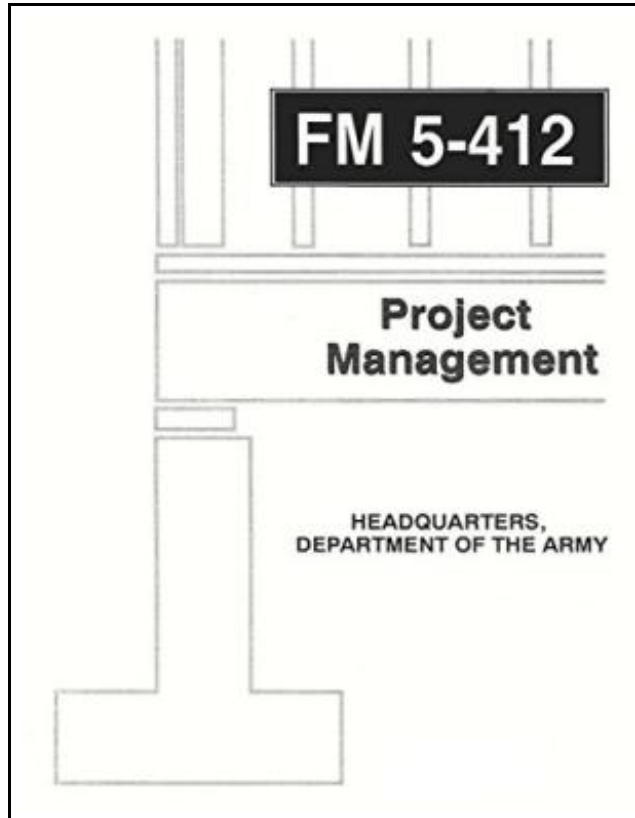 FM 5-412
Project
Management
HEADQUARTERS,
DEPARTMENT OF THE ARMY